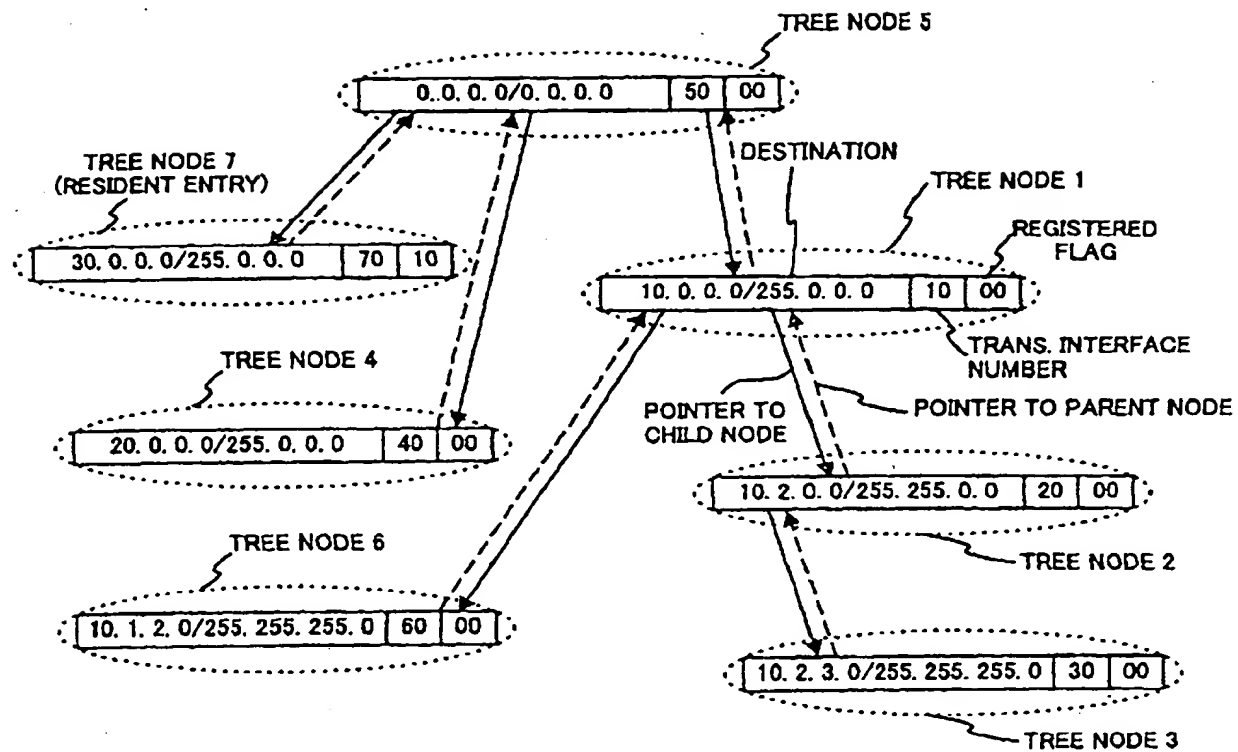 TREE NODE 5
0..0. 0. 0/0. 0. 0. 0 50 00
TREE NODE 7
(RESIDENT ENTRY)
DESTINATION
TREE NODE 1
30. 0. 0. 0/255. 0. 0. 0 70 10
REGISTERED
FLAG
10. 0. 0. 0/255. 0. 0. 0 10 00
TREE NODE 4
TRANS. INTERFACE
NUMBER
POINTER TO
CHILD NODE
POINTER TO PARENT NODE
20. 0. 0. 0/255. 0. 0. 0 40 00
10. 2. 0. 0/255. 255. 0. 0 20 00
TREE NODE 6
TREE NODE 2
10. 1. 2. 0/255. 255. 255. 0 60 00
10. 2. 3. 0/255. 255. 255. 0 30 00
TREE NODE 3